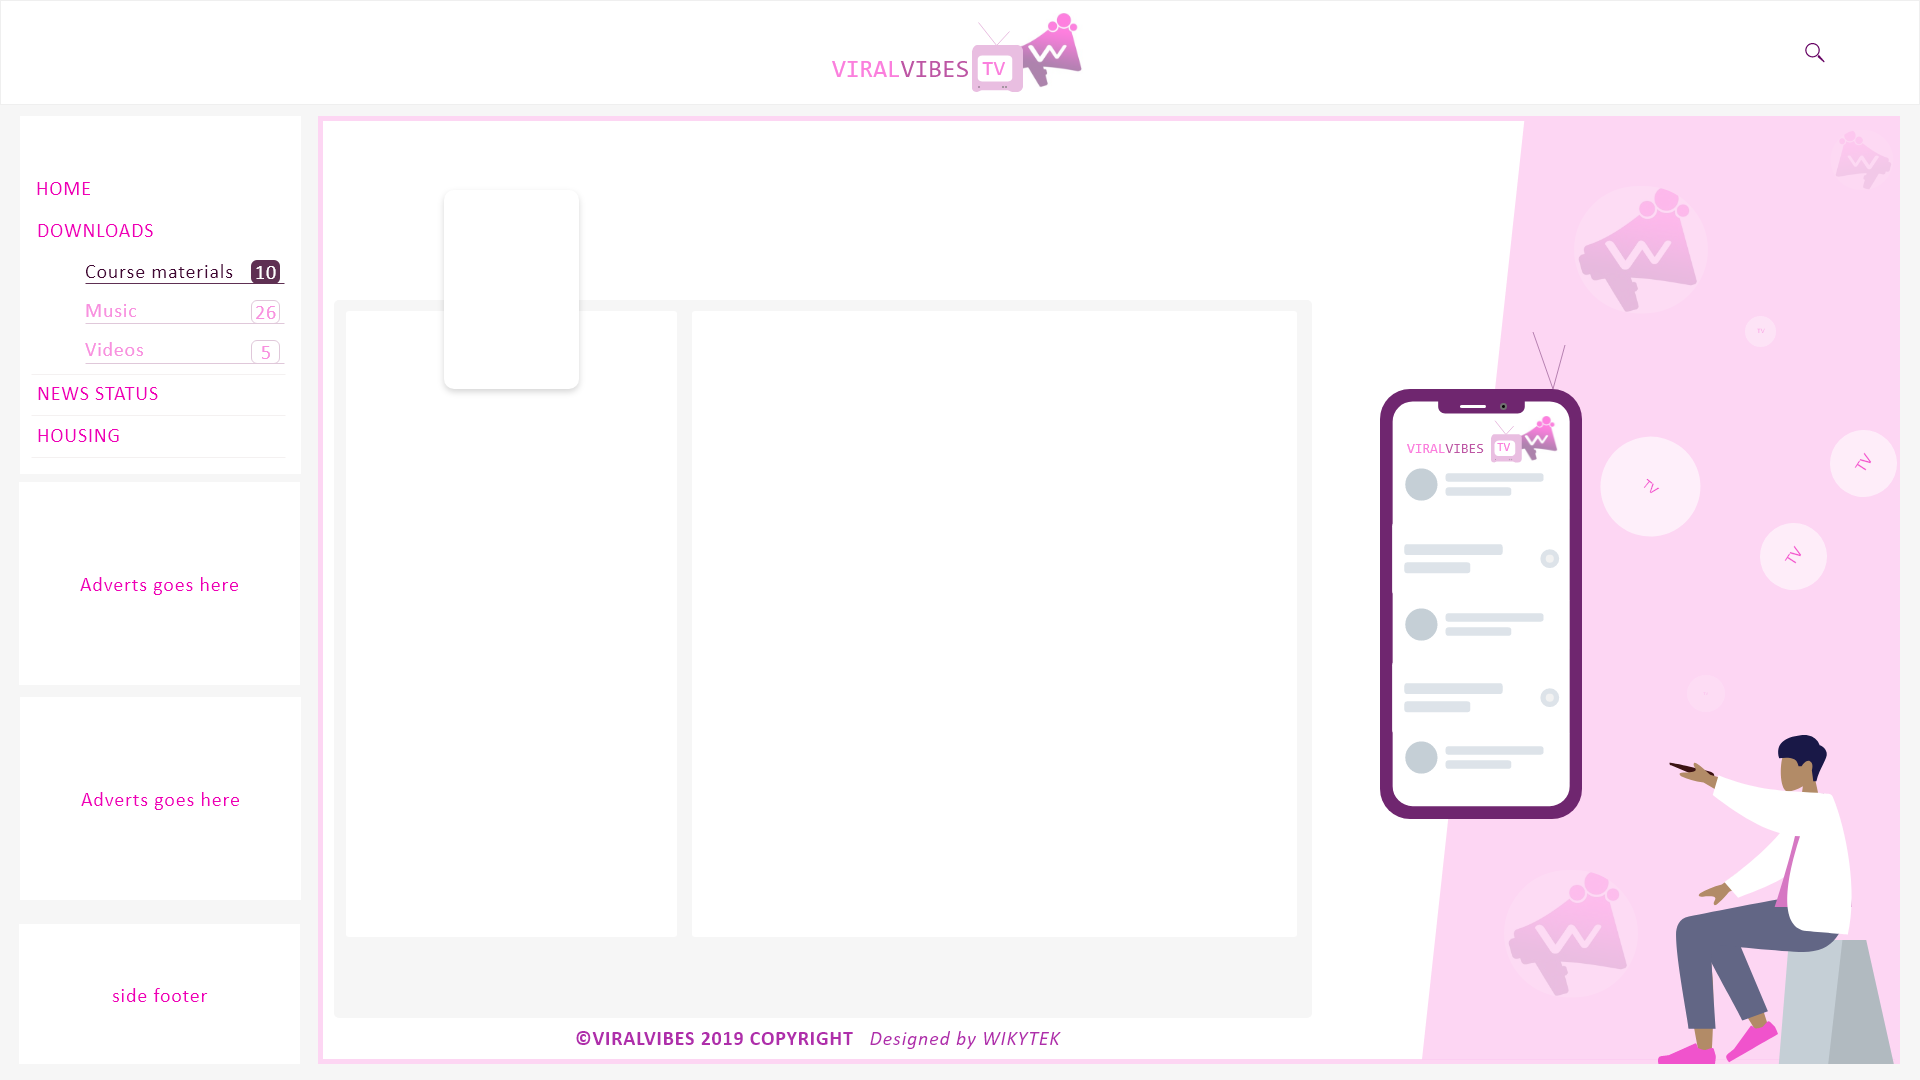 VIRALVIBES TV
HOME
DOWNLOADS
Course materials 10
Music 26
Videos 5
NEWS STATUS
HOUSING
Adverts goes here
Adverts goes here
side footer
VIRALVIBES TV
TV
TV
TV
TV
©VIRALVIBES 2019 COPYRIGHT Designed by WIKYTEK